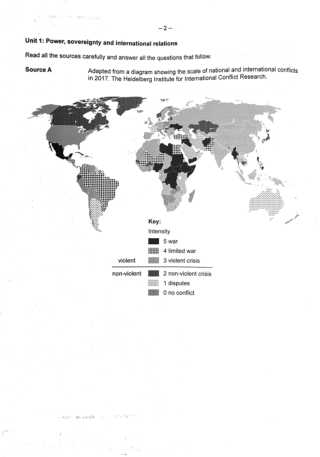 – 2 –
Unit 1: Power, sovereignty and international relations
Read all the sources carefully and answer all the questions that follow.
Source A
Adapted from a diagram showing the scale of national and international conflicts
in 2017. The Heidelberg Institute for International Conflict Research.
Key:
Intensity
5 war
4 limited war
violent
3 violent crisis
non-violent
2 non-violent crisis
1 disputes
0 no conflict